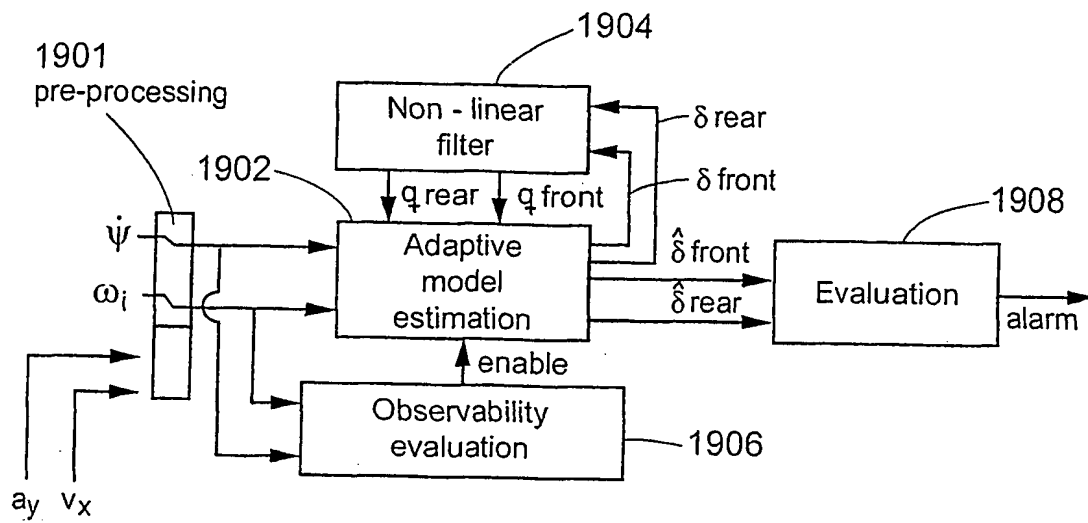 1904
1901
pre-processing
Non - linear
filter
δ rear
1902
q rear
q front
δ front
1908
ψ̇
Adaptive
model
estimation
δ̂ front
Evaluation
ωi
δ̂ rear
alarm
enable
Observability
evaluation
1906
ay
vx